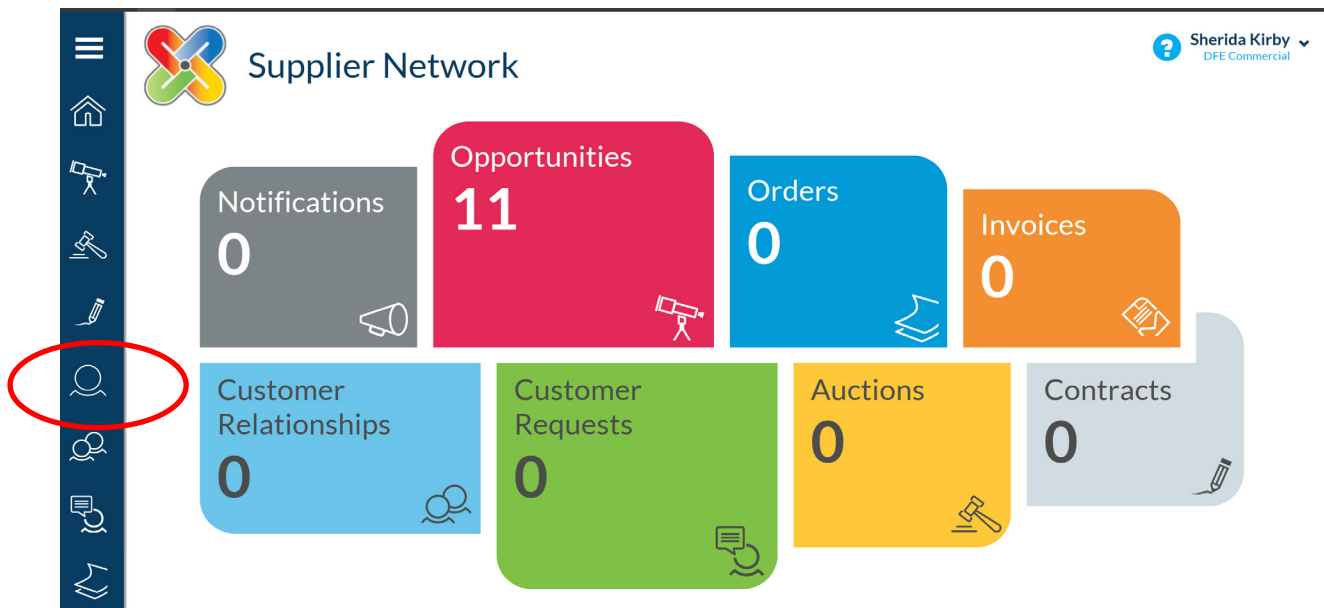 Supplier Network
?
Sherida Kirby
DFE Commercial
Notifications
0
Opportunities
11
Orders
0
Invoices
0
Customer
Relationships
0
Customer
Requests
0
Auctions
0
Contracts
0